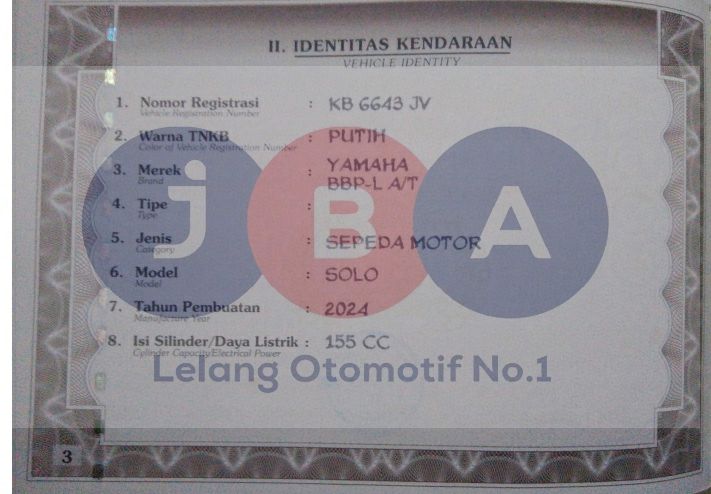 II. IDENTITAS KENDARAAN
VEHICLE IDENTITY
1. Nomor Registrasi : KB 6643 JV
Vehicle Registration Number
2. Warna TNKB : PUTIH
Color of Vehicle Registration Number
3. Merek : YAMAHA
Brand BBP-L A/T
4. Tipe :
Type
5. Jenis : SEPEDA MOTOR
Category
6. Model : SOLO
Model
7. Tahun Pembuatan : 2024
Manufacture Year
8. Isi Silinder/Daya Listrik : 155 CC
Cylinder Capacity/Electrical Power
JBA
Lelang Otomotif No.1
3